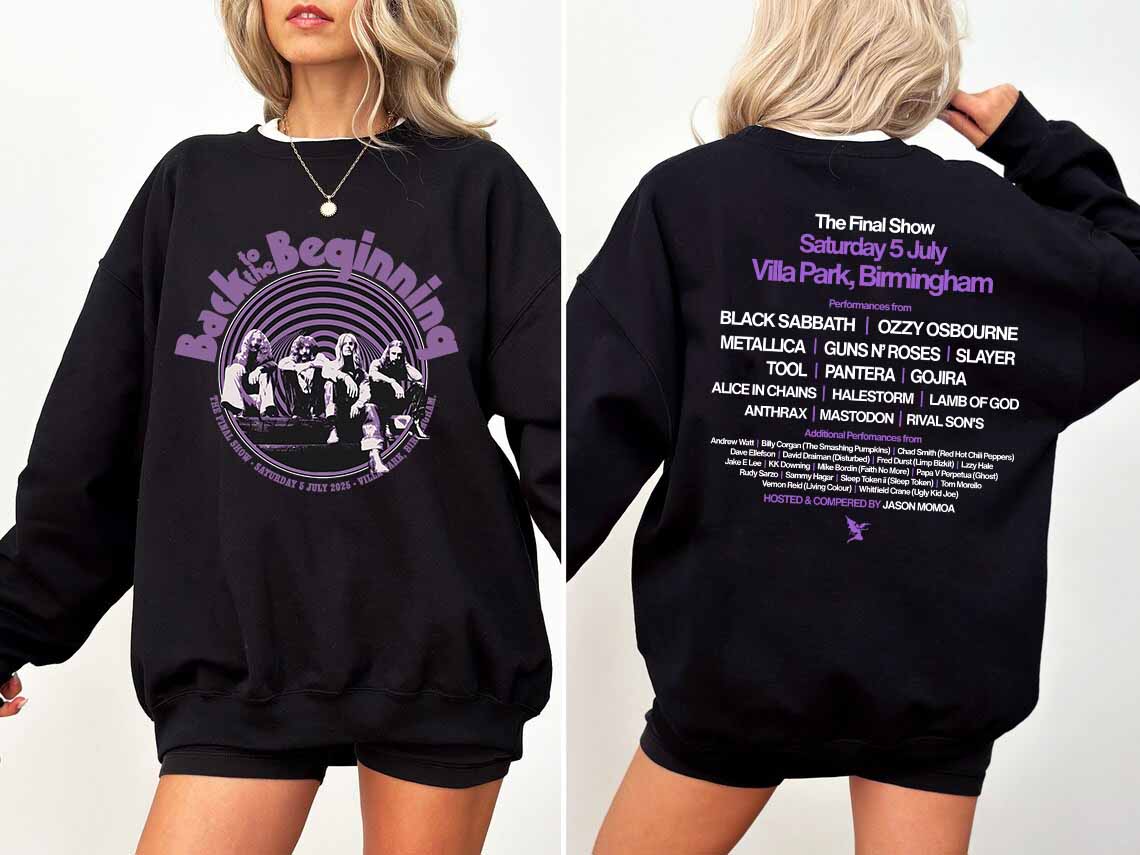 Back to the Beginning
THE FINAL SHOW • SATURDAY 5 JULY 2025 • VILLA PARK, BIRMINGHAM.
The Final Show
Saturday 5 July
Villa Park, Birmingham
Performances from
BLACK SABBATH | OZZY OSBOURNE
METALLICA | GUNS N' ROSES | SLAYER
TOOL | PANTERA | GOJIRA
ALICE IN CHAINS | HALESTORM | LAMB OF GOD
ANTHRAX | MASTODON | RIVAL SON'S
Additional Perfomances from
Andrew Watt | Billy Corgan (The Smashing Pumpkins) | Chad Smith (Red Hot Chili Peppers)
Dave Ellefson | David Draiman (Disturbed) | Fred Durst (Limp Bizkit) | Lzzy Hale
Jake E Lee | KK Downing | Mike Bordin (Faith No More) | Papa V Perpetua (Ghost)
Rudy Sarzo | Sammy Hagar | Sleep Token ii (Sleep Token) | Tom Morello
Vernon Reid (Living Colour) | Whitfield Crane (Ugly Kid Joe)
HOSTED & COMPERED BY JASON MOMOA